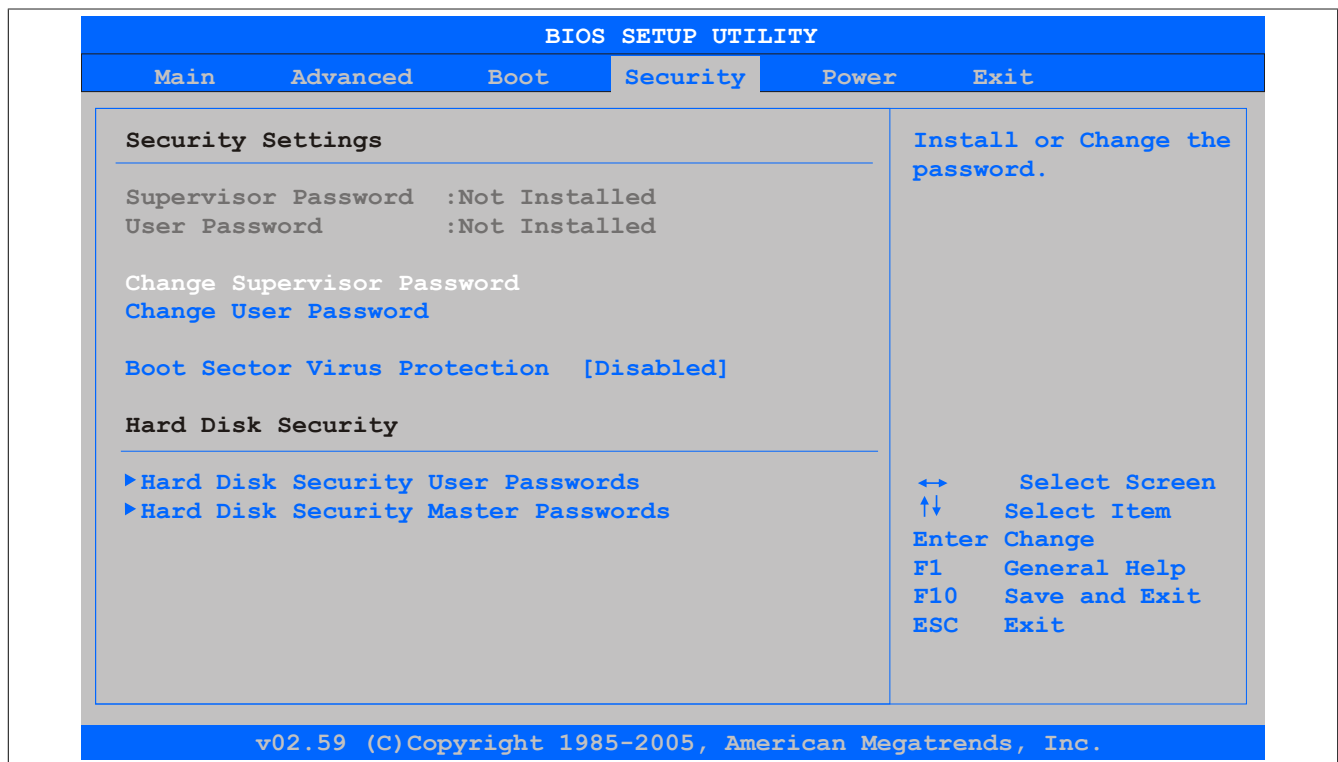 BIOS SETUP UTILITY
Main Advanced Boot Security Power Exit
Security Settings
Supervisor Password :Not Installed
User Password :Not Installed
Change Supervisor Password
Change User Password
Boot Sector Virus Protection [Disabled]
Hard Disk Security
Hard Disk Security User Passwords
Hard Disk Security Master Passwords
Install or Change the
password.
Select Screen
Select Item
Enter Change
F1 General Help
F10 Save and Exit
ESC Exit
v02.59 (C)Copyright 1985-2005, American Megatrends, Inc.